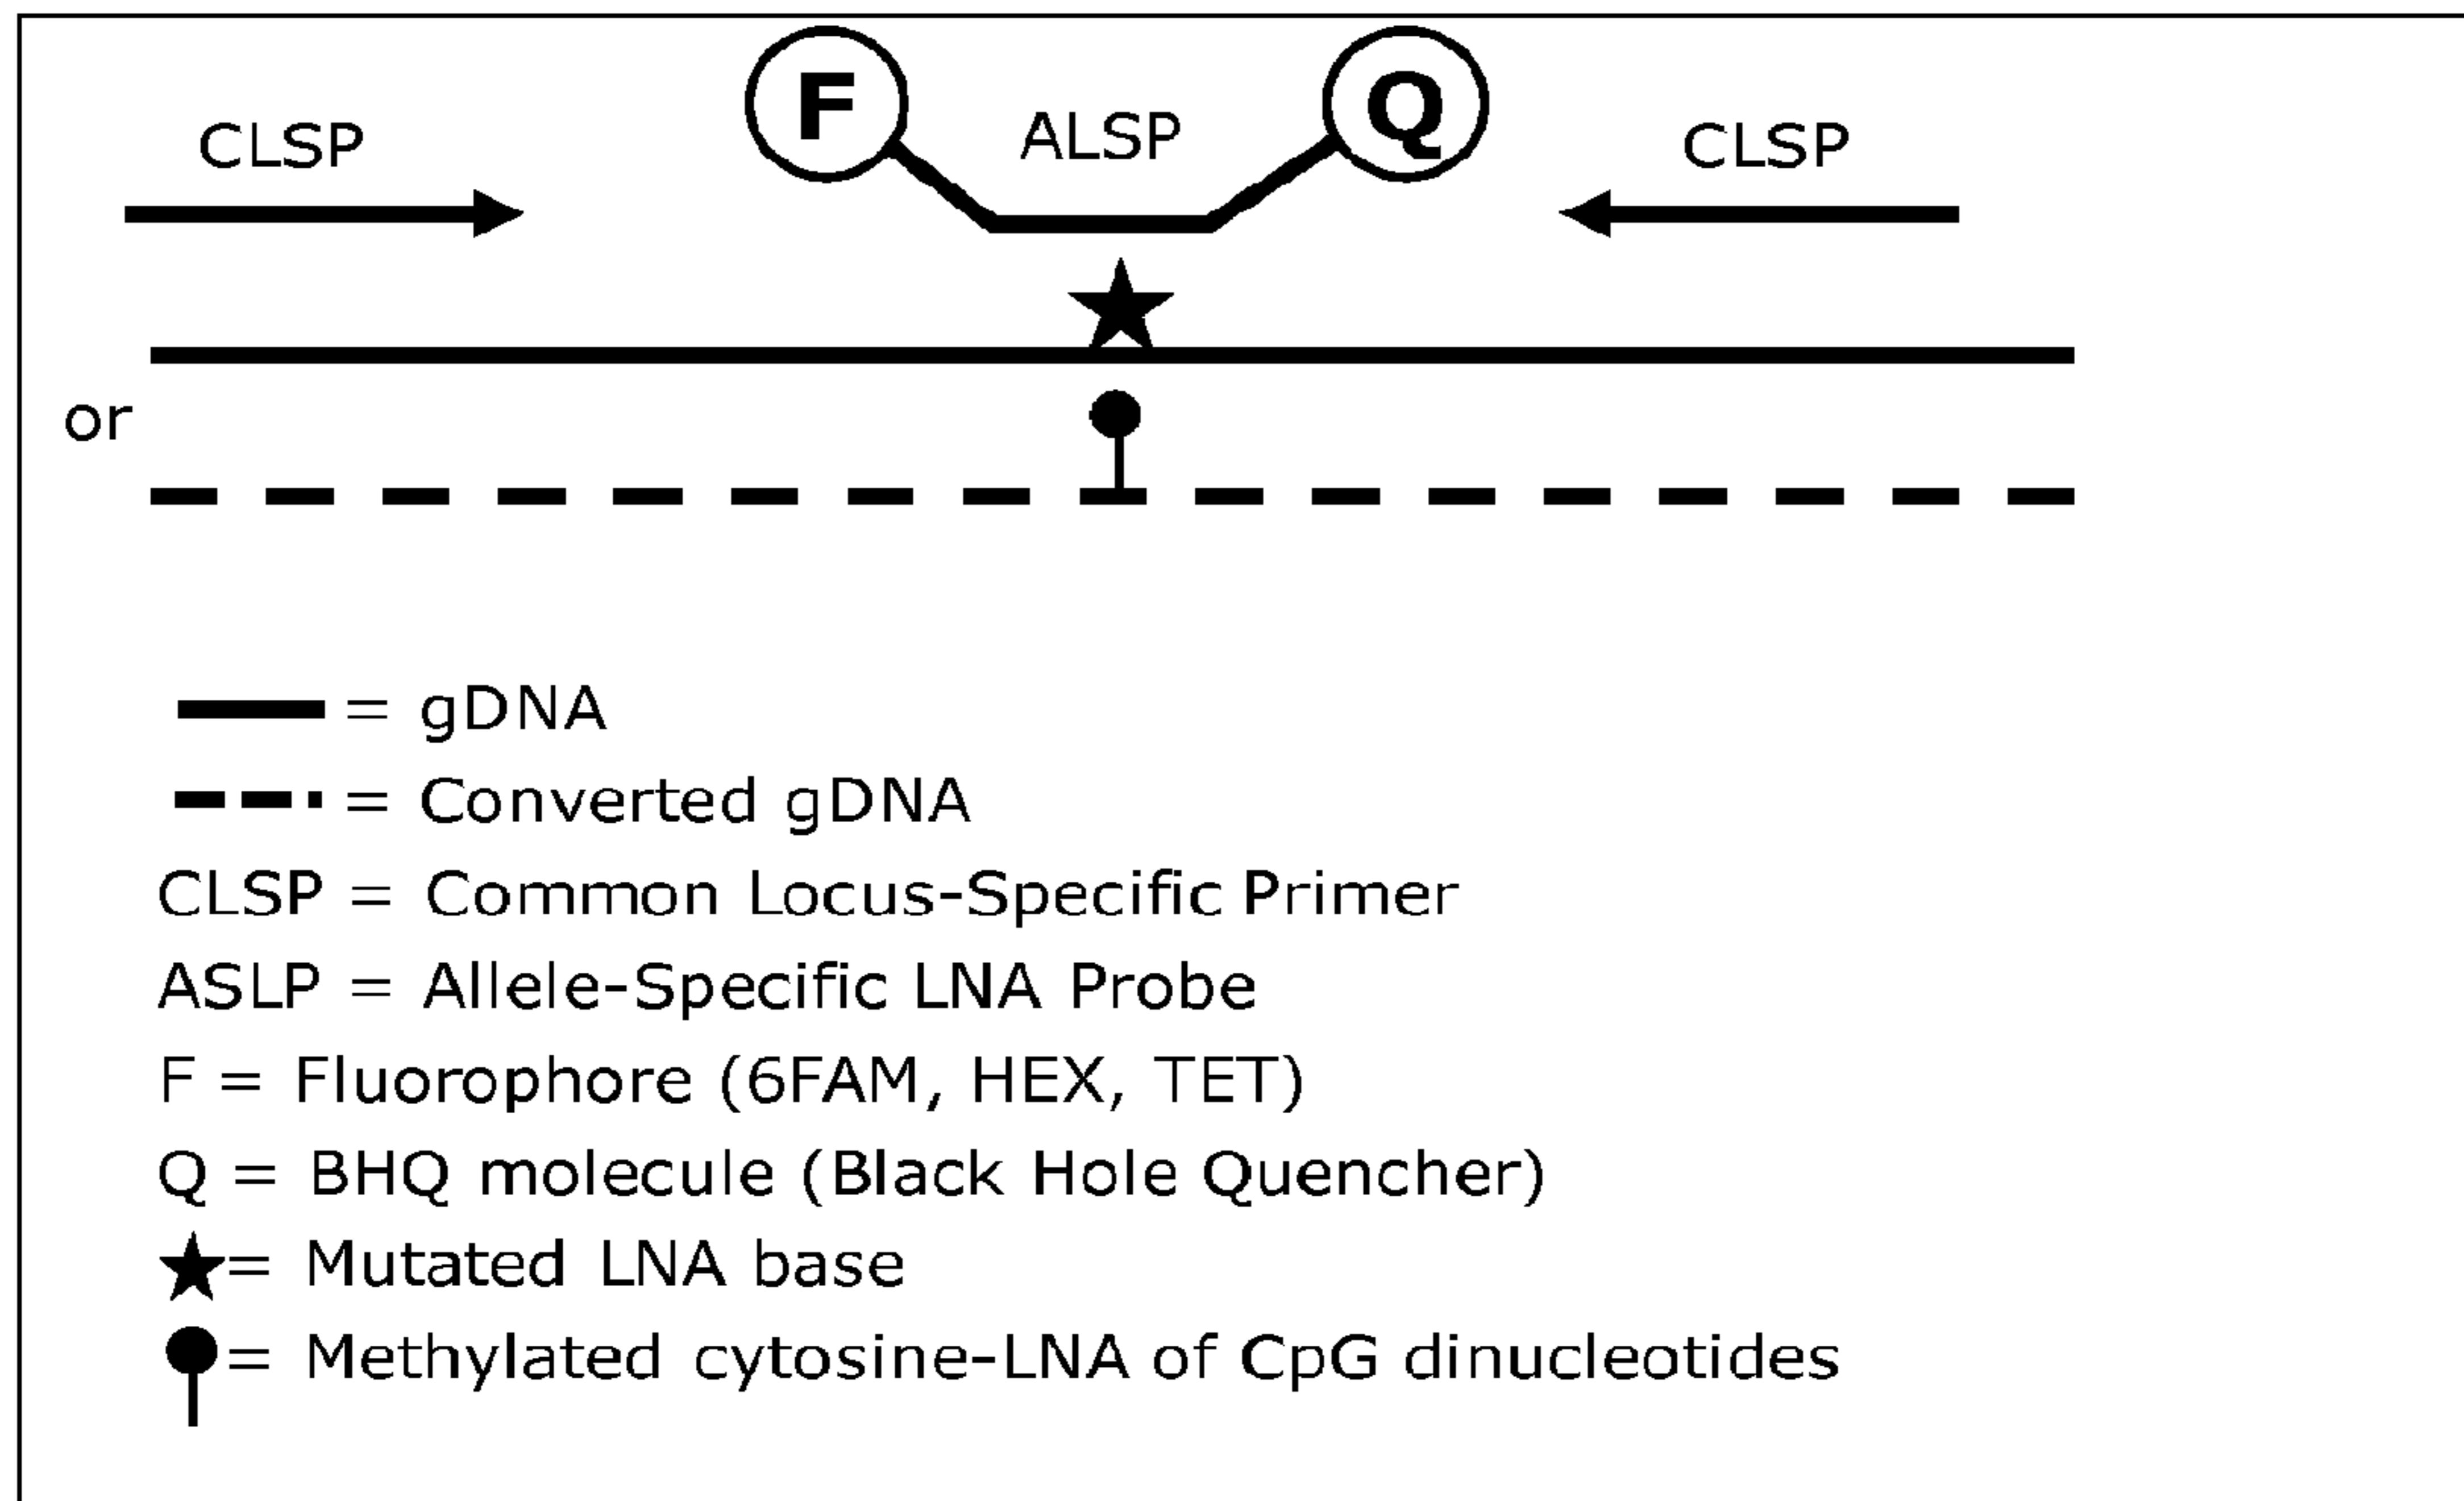 F Q
CLSP ALSP CLSP
or
= gDNA
= Converted gDNA
CLSP = Common Locus-Specific Primer
ASLP = Allele-Specific LNA Probe
F = Fluorophore (6FAM, HEX, TET)
Q = BHQ molecule (Black Hole Quencher)
= Mutated LNA base
= Methylated cytosine-LNA of CpG dinucleotides